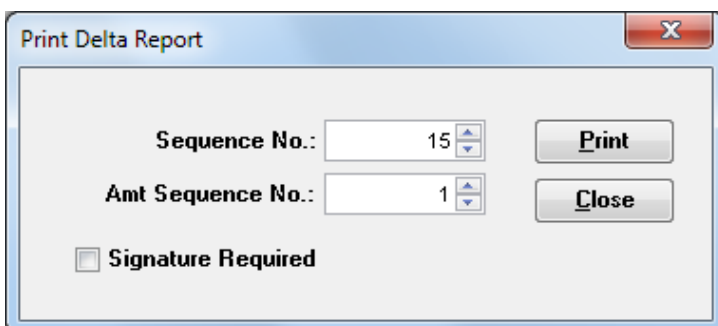 Print Delta Report
Sequence No.: 15 Print
Amt Sequence No.: 1 Close
Signature Required